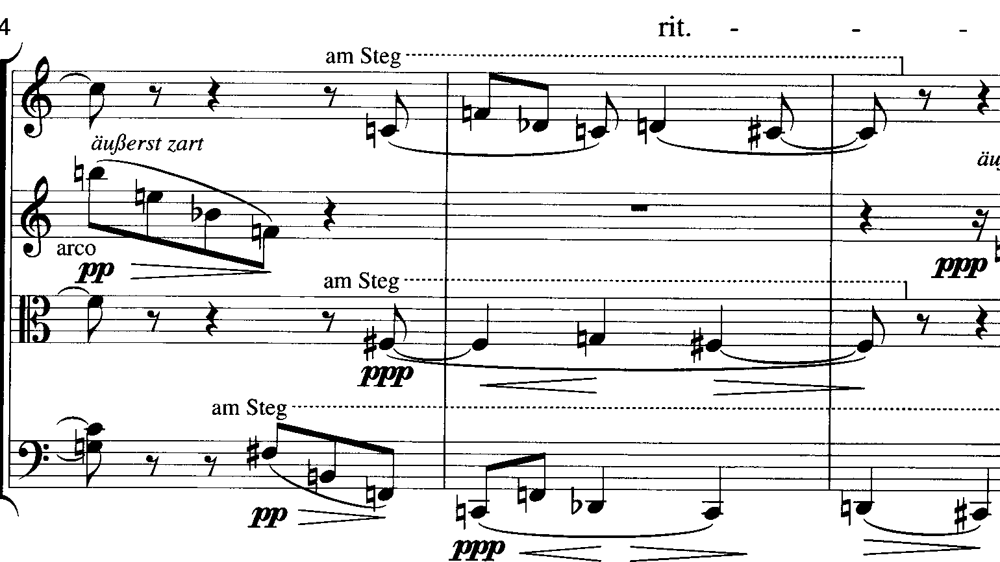 4
rit. - - -
am Steg
äußerst zart
arco
pp
ppp
am Steg
ppp
am Steg
pp
ppp